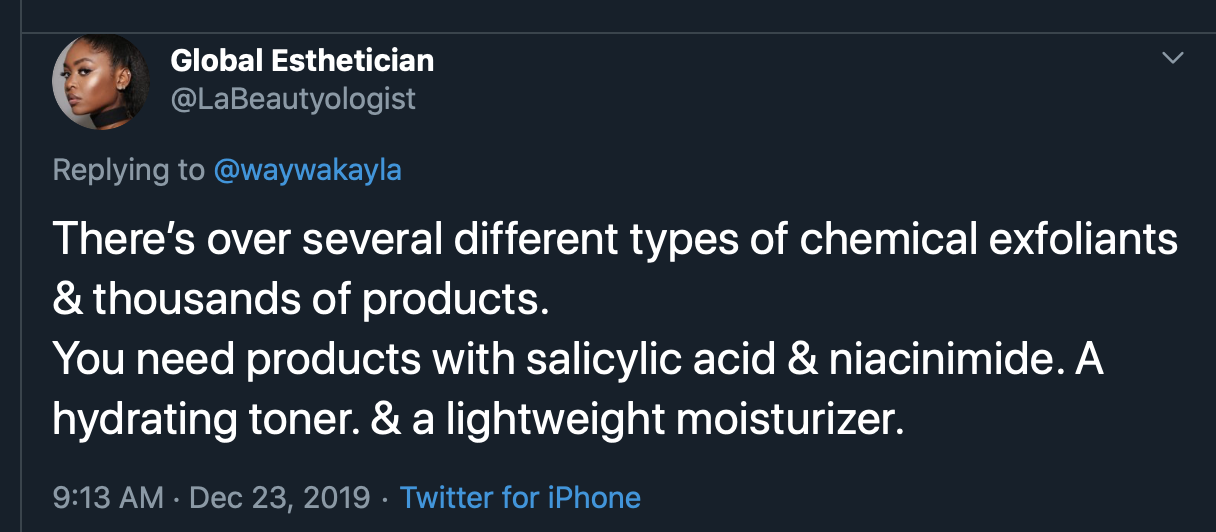 Global Esthetician
@LaBeautyologist
Replying to @waywakayla
There’s over several different types of chemical exfoliants
& thousands of products.
You need products with salicylic acid & niacinimide. A
hydrating toner. & a lightweight moisturizer.
9:13 AM · Dec 23, 2019 · Twitter for iPhone